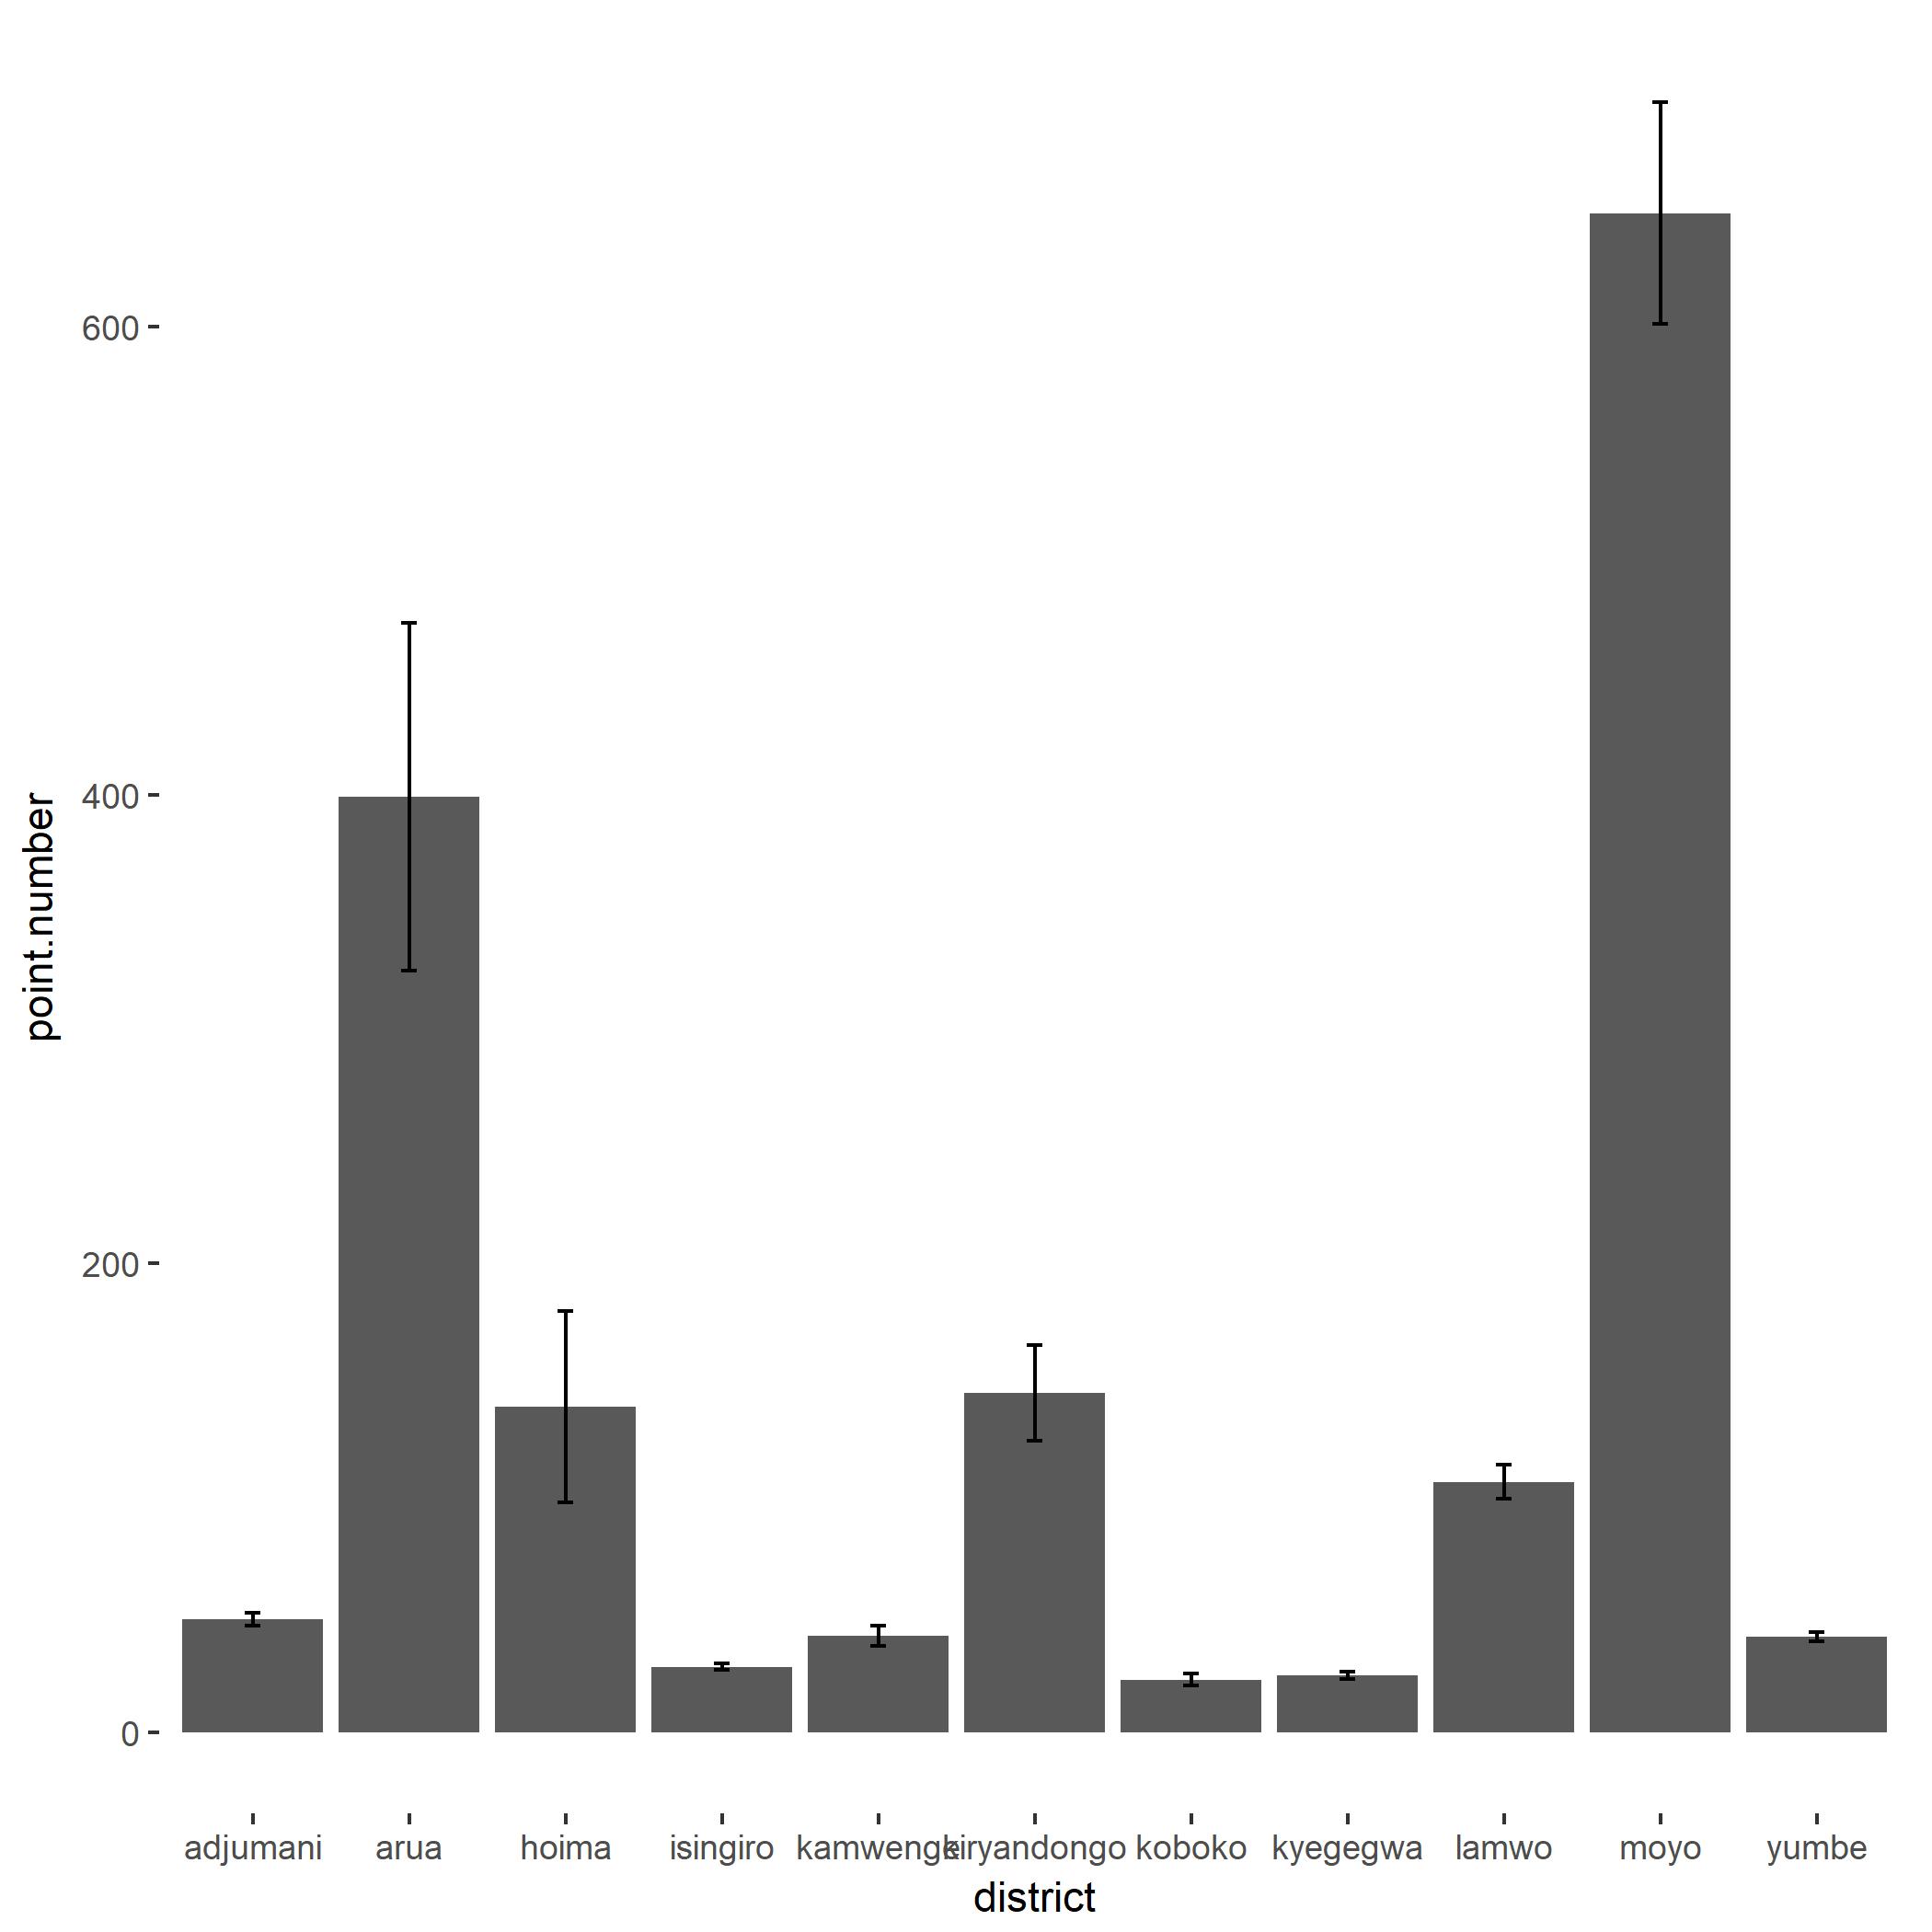 point.number
600
400
200
0
adjumani arua hoima isingiro kamwenge kiryandongo koboko kyegegwa lamwo moyo yumbe
district